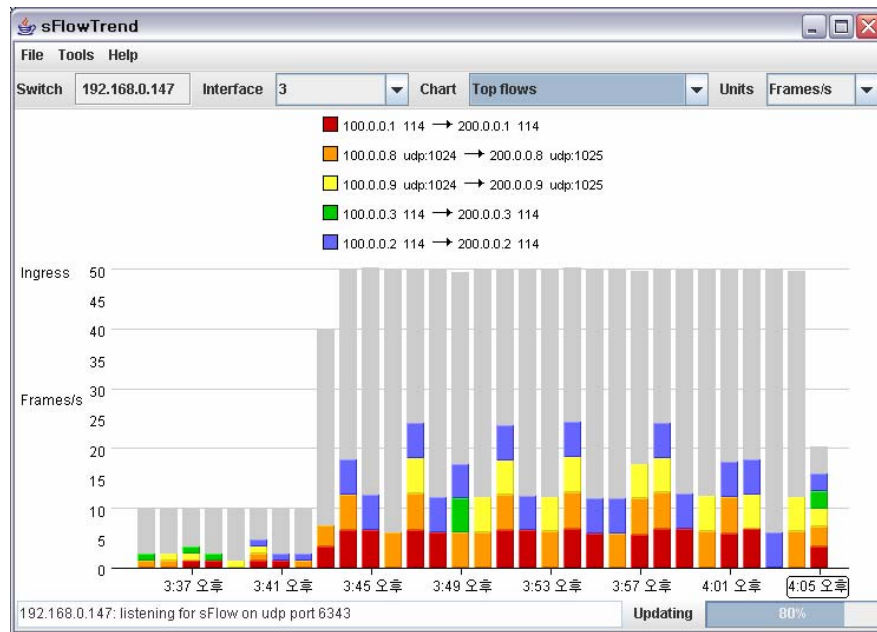 sFlowTrend
File Tools Help
Switch 192.168.0.147 Interface 3 Chart Top flows Units Frames/s
100.0.0.1 114 → 200.0.0.1 114
100.0.0.8 udp:1024 → 200.0.0.8 udp:1025
100.0.0.9 udp:1024 → 200.0.0.9 udp:1025
100.0.0.3 114 → 200.0.0.3 114
100.0.0.2 114 → 200.0.0.2 114
Ingress 50
45
40
35
30
Frames/s
25
20
15
10
5
0
3:37 오후 3:41 오후 3:45 오후 3:49 오후 3:53 오후 3:57 오후 4:01 오후 4:05 오후
192.168.0.147: listening for sFlow on udp port 6343 Updating 80%